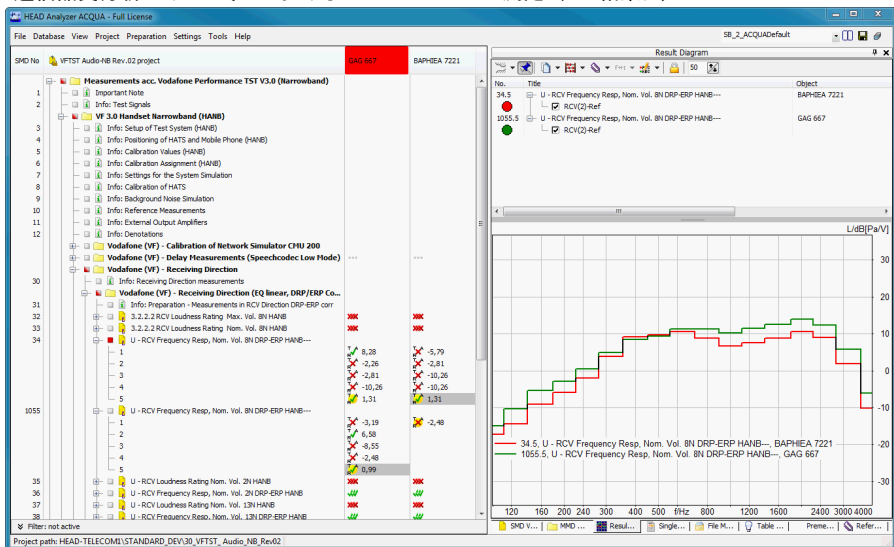 HEAD Analyzer ACQUA - Full License
File Database View Project Preparation Settings Tools Help
SB_2_ACQUADefault
SMD No VFTST Audio-NB Rev.02 project GAG 667 BAPHIEA 7221
Measurements acc. Vodafone Performance TST V3.0 (Narrowband)
1 Important Note
2 Info: Test Signals
VF 3.0 Handset Narrowband (HANB)
3 Info: Setup of Test System (HANB)
4 Info: Positioning of HATS and Mobile Phone (HANB)
5 Info: Calibration Values (HANB)
6 Info: Calibration Assignment (HANB)
7 Info: Settings for the System Simulation
8 Info: Calibration of HATS
9 Info: Background Noise Simulation
10 Info: Reference Measurements
11 Info: External Output Amplifiers
12 Info: Denotations
Vodafone (VF) - Calibration of Network Simulator CMU 200
Vodafone (VF) - Delay Measurements (Speechcodec Low Mode) --- ---
Vodafone (VF) - Receiving Direction
30 Info: Receiving Direction measurements
Vodafone (VF) - Receiving Direction (EQ linear, DRP/ERP Co...
31 Info: Preparation - Measurements in RCV Direction DRP-ERP corr
32 3.2.2.2 RCV Loudness Rating Max. Vol. 8N HANB
33 3.2.2.2 RCV Loudness Rating Nom. Vol. 8N HANB
34 U - RCV Frequency Resp, Nom. Vol. 8N DRP-ERP HANB---
1 8,28 -5,79
2 -2,26 -2,81
3 -2,81 -10,26
4 -10,26 -10,26
5 1,31 1,31
1055 U - RCV Frequency Resp, Nom. Vol. 8N DRP-ERP HANB---
1 -3,19 -2,48
2 6,58
3 -8,55
4 -2,48
5 0,99
35 U - RCV Loudness Rating Nom. Vol. 2N HANB
36 U - RCV Frequency Resp, Nom. Vol. 2N DRP-ERP HANB
37 U - RCV Loudness Rating Nom. Vol. 13N HANB
38 U - RCV Frequency Resp, Nom. Vol. 13N DRP-ERP HANB
Filter: not active
Project path: HEAD-TELECOM1\STANDARD_DEV\30_VFTST_ Audio_NB_Rev02
Result Diagram
50
No. Title Object
34.5 U - RCV Frequency Resp, Nom. Vol. 8N DRP-ERP HANB--- BAPHIEA 7221
RCV(2)-Ref
1055.5 U - RCV Frequency Resp, Nom. Vol. 8N DRP-ERP HANB--- GAG 667
RCV(2)-Ref
L/dB[Pa/V]
30
20
10
0
-10
-20
-30
34.5, U - RCV Frequency Resp, Nom. Vol. 8N DRP-ERP HANB---, BAPHIEA 7221
1055.5, U - RCV Frequency Resp, Nom. Vol. 8N DRP-ERP HANB---, GAG 667
120 160 200 240 300 400 500 f/Hz 800 1200 1600 2400 3000 4000
SMD V... MMD ... Resul... Single... File M... Table ... Preme... Refer...